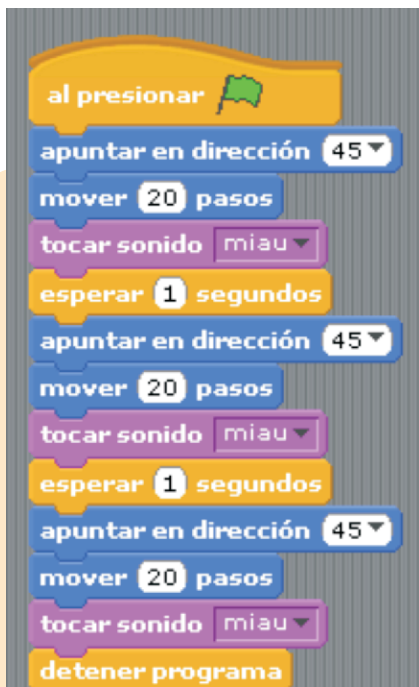 al presionar
apuntar en dirección 45
mover 20 pasos
tocar sonido miau
esperar 1 segundos
apuntar en dirección 45
mover 20 pasos
tocar sonido miau
esperar 1 segundos
apuntar en dirección 45
mover 20 pasos
tocar sonido miau
detener programa